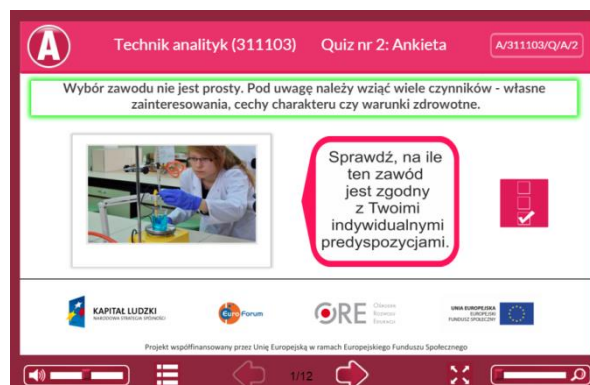 A
Technik analityk (311103)
Quiz nr 2: Ankieta
A/311103/Q/A/2
Wybór zawodu nie jest prosty. Pod uwagę należy wziąć wiele czynników - własne
zainteresowania, cechy charakteru czy warunki zdrowotne.
Sprawdź, na ile
ten zawód
jest zgodny
z Twoimi
indywidualnymi
predyspozycjami.
KAPITAŁ LUDZKI
NARODOWA STRATEGIA SPÓJNOŚCI
EuroForum
ORE
Ośrodek
Rozwoju
Edukacji
UNIA EUROPEJSKA
EUROPEJSKI
FUNDUSZ SPOŁECZNY
Projekt współfinansowany przez Unię Europejską w ramach Europejskiego Funduszu Społecznego
1/12